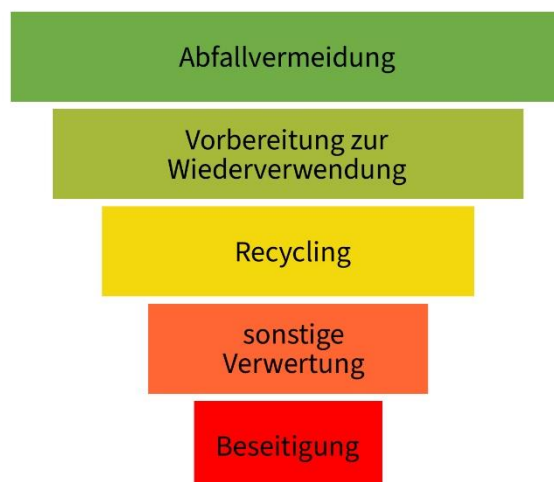 Abfallvermeidung
Vorbereitung zur
Wiederverwendung
Recycling
sonstige
Verwertung
Beseitigung